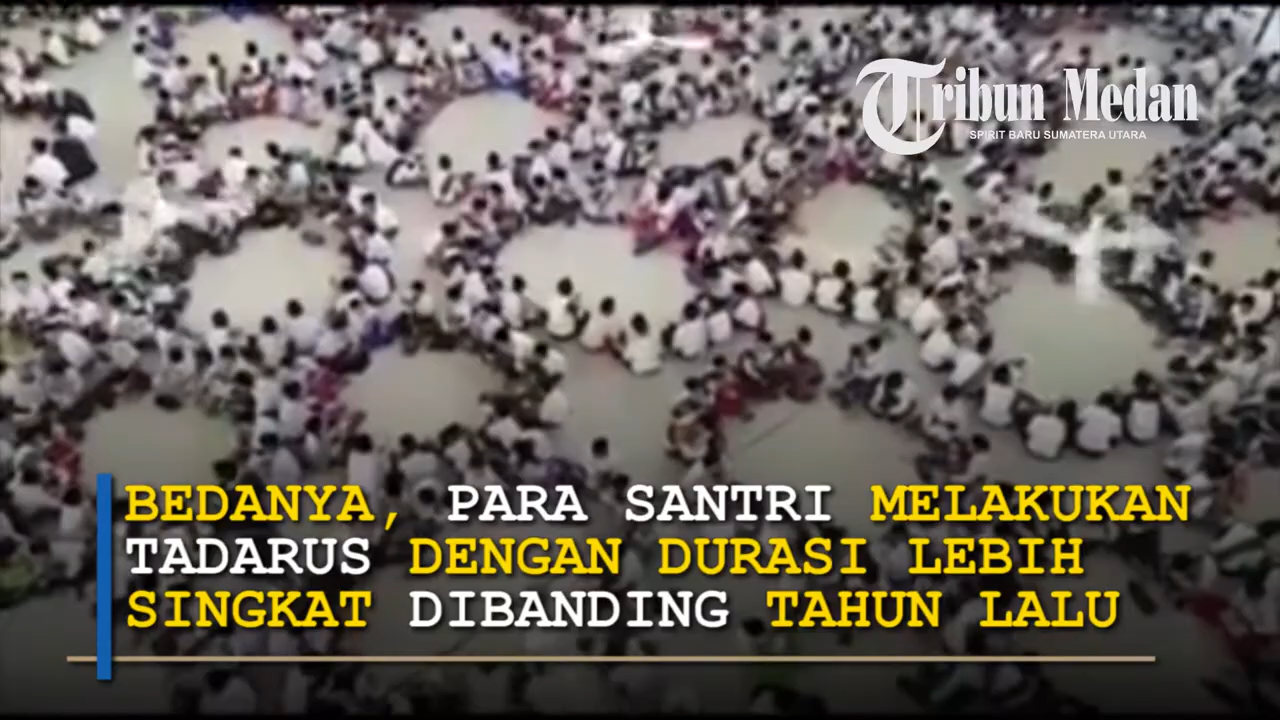 Tribun Medan
SPIRIT BARU SUMATERA UTARA
BEDANYA, PARA SANTRI MELAKUKAN
TADARUS DENGAN DURASI LEBIH
SINGKAT DIBANDING TAHUN LALU